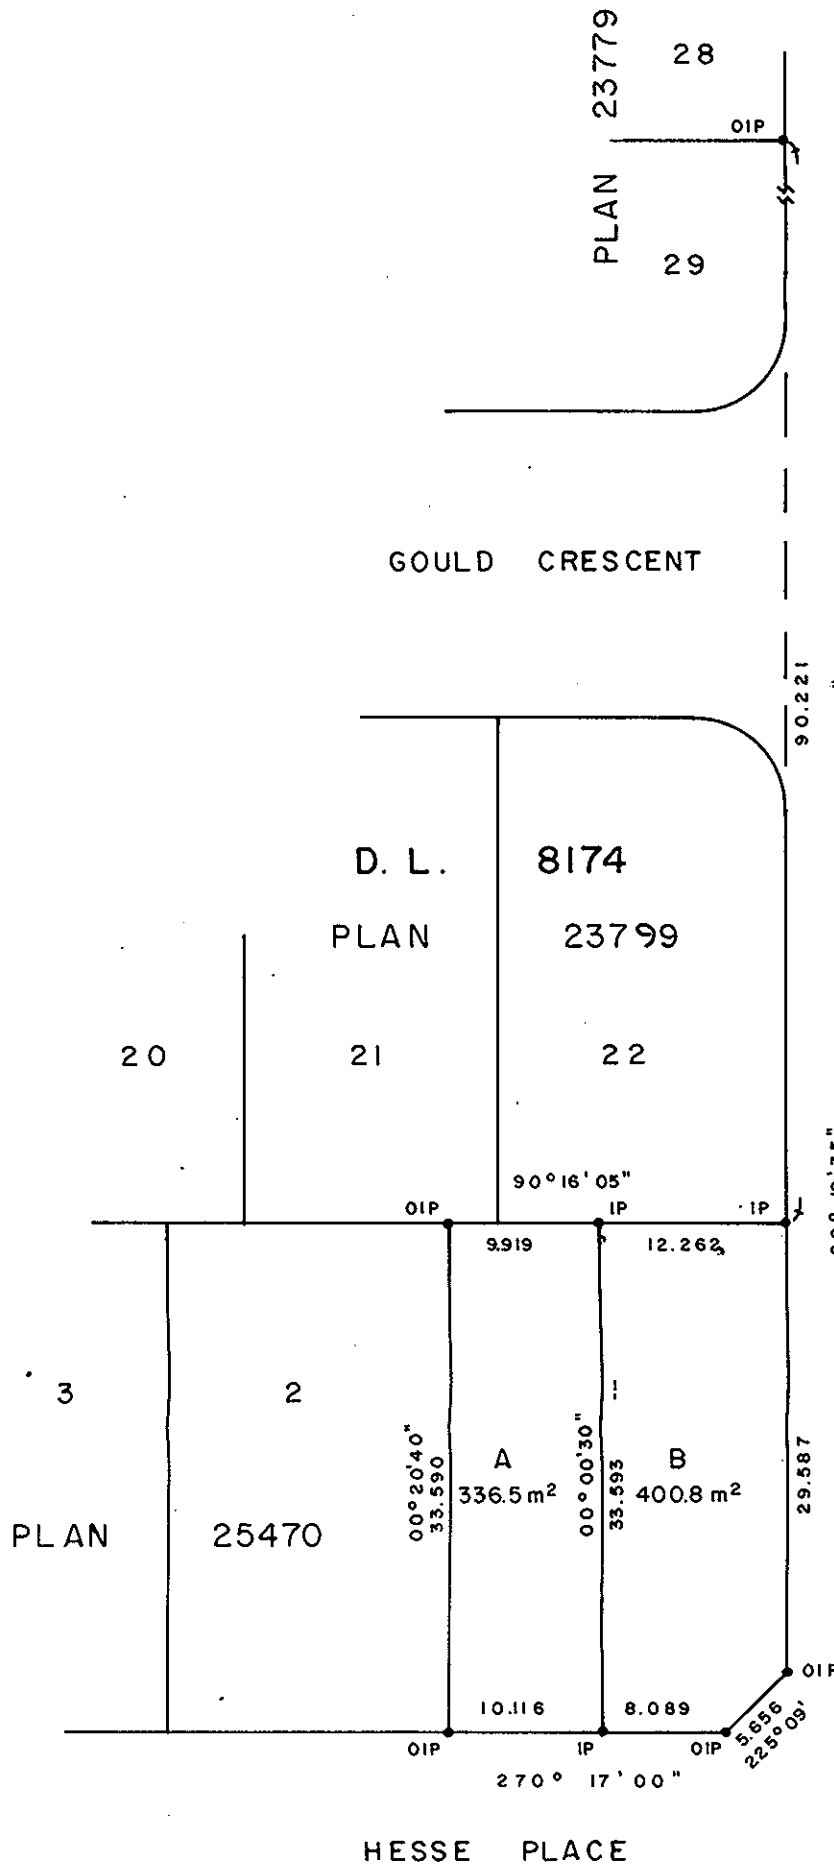 28
PLAN 23779
OIP
29
GOULD CRESCENT
90.221
D. L. 8174
PLAN 23799
20 21 22
90°16'05"
OIP IP IP
9.919 12.262
3 2
00°20'40"
33.590
A
336.5 m²
00°00'30"
33.593
B
400.8 m²
29.587
PLAN 25470
OIP
10.116 8.089
5.656
225°09'
OIP IP OIP
270° 17'00"
HESSE PLACE